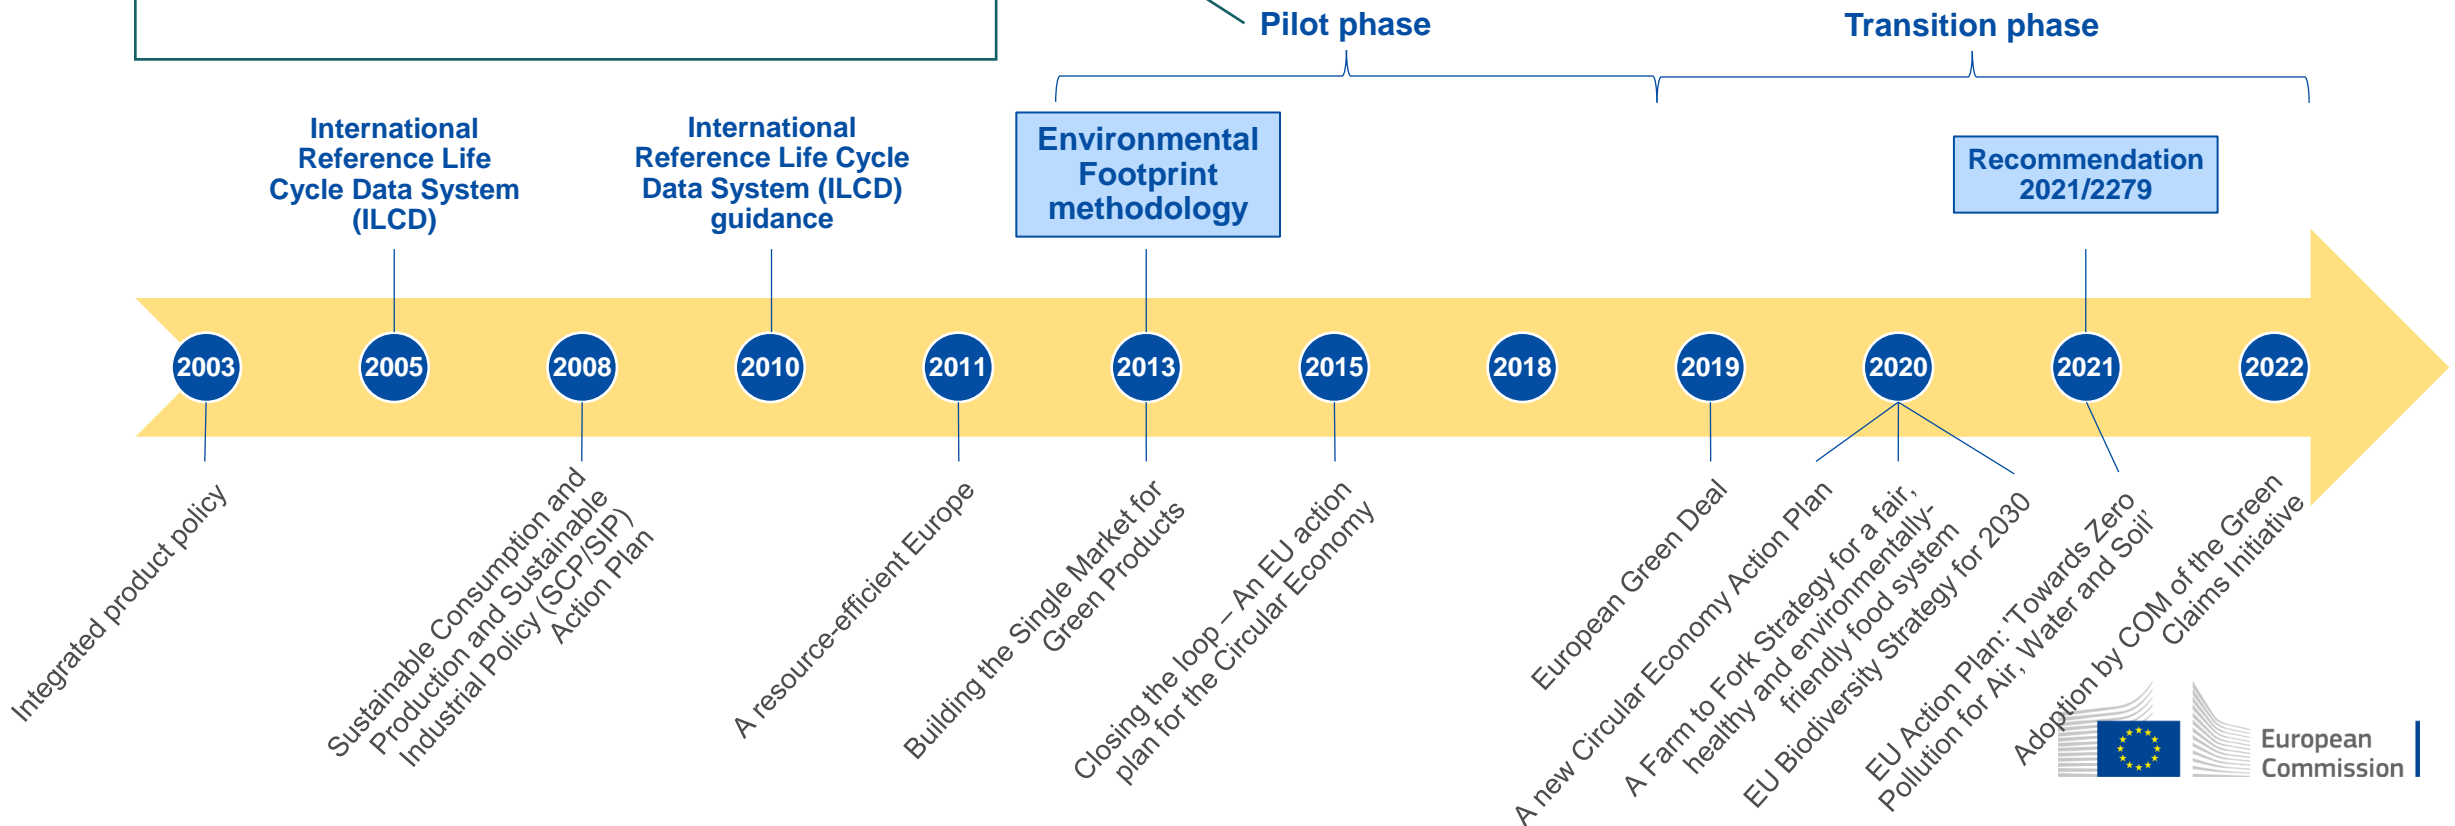 Pilot phase
Transition phase
International
Reference Life
Cycle Data System
(ILCD)
International
Reference Life Cycle
Data System (ILCD)
guidance
Environmental
Footprint
methodology
Recommendation
2021/2279
2003
2005
2008
2010
2011
2013
2015
2018
2019
2020
2021
2022
Integrated product policy
Sustainable Consumption and
Production and Sustainable
Industrial Policy (SCP/SIP)
Action Plan
A resource-efficient Europe
Building the Single Market for
Green Products
Closing the loop – An EU action
plan for the Circular Economy
European Green Deal
A new Circular Economy Action Plan
A Farm to Fork Strategy for a fair,
healthy and environmentally-
friendly food system
EU Biodiversity Strategy for 2030
EU Action Plan: 'Towards Zero
Pollution for Air, Water and Soil’
Adoption by COM of the Green
Claims Initiative
European
Commission